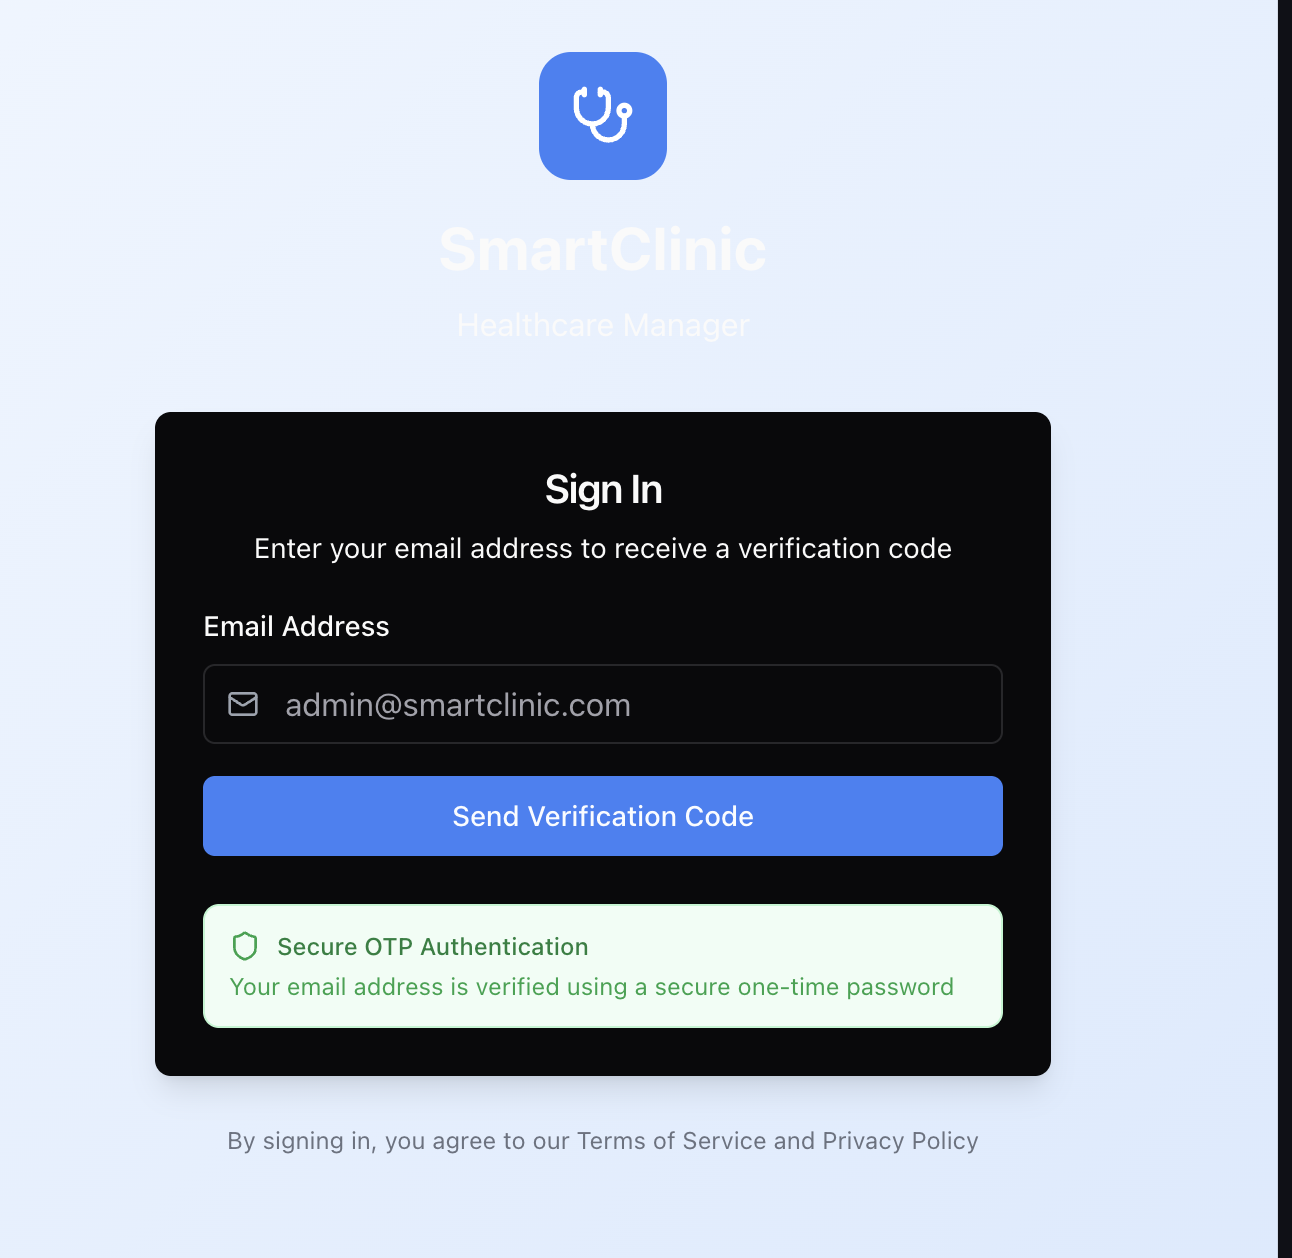 SmartClinic
Healthcare Manager
Sign In
Enter your email address to receive a verification code
Email Address
admin@smartclinic.com
Send Verification Code
Secure OTP Authentication
Your email address is verified using a secure one-time password
By signing in, you agree to our Terms of Service and Privacy Policy